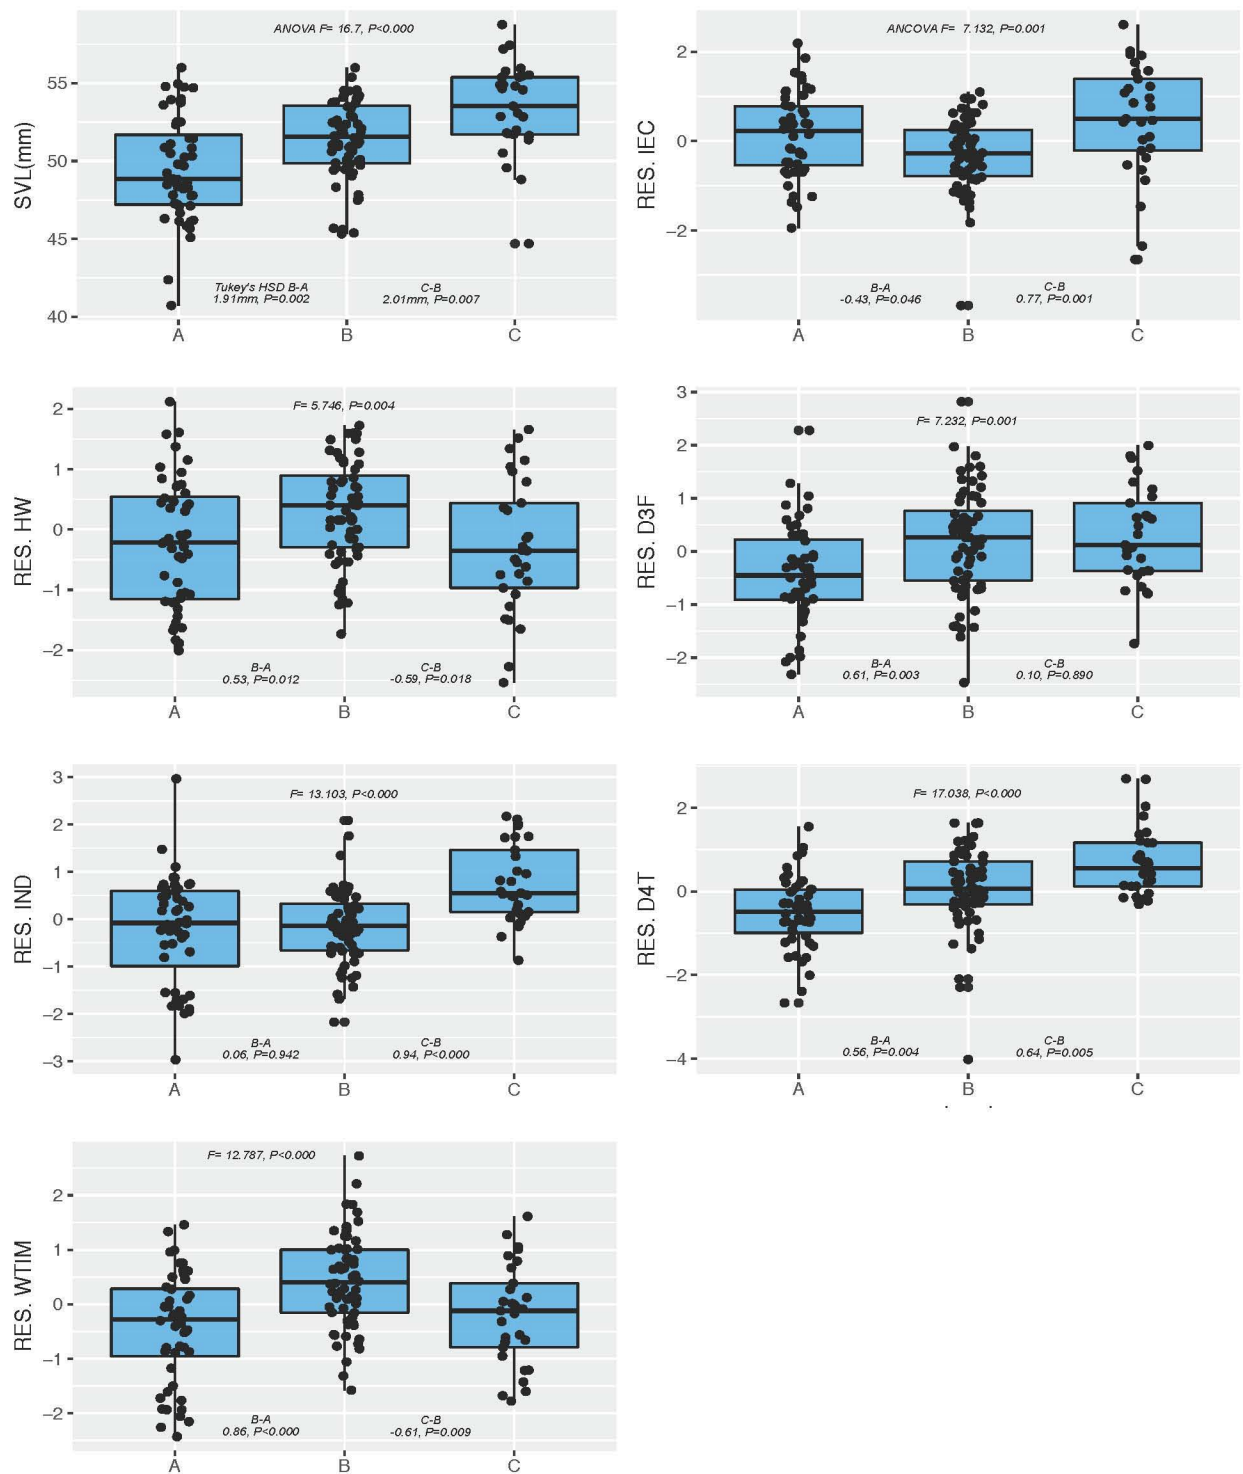 ANOVA F= 16.7, P<0.000
SVL(mm)
55
50
45
40
Tukey's HSD B-A
1.91mm, P=0.002
C-B
2.01mm, P=0.007
A B C
ANCOVA F= 7.132, P=0.001
RES. IEC
2
0
−2
B-A
-0.43, P=0.046
C-B
0.77, P=0.001
A B C
F= 5.746, P=0.004
RES. HW
2
1
0
−1
−2
B-A
0.53, P=0.012
C-B
-0.59, P=0.018
A B C
F= 7.232, P=0.001
RES. D3F
3
2
1
0
−1
−2
B-A
0.61, P=0.003
C-B
0.10, P=0.890
A B C
F= 13.103, P<0.000
RES. IND
3
2
1
0
−1
−2
−3
B-A
0.06, P=0.942
C-B
0.94, P<0.000
A B C
F= 17.038, P<0.000
RES. D4T
2
0
−2
−4
B-A
0.56, P=0.004
C-B
0.64, P=0.005
A B C
F= 12.787, P<0.000
RES. WTIM
2
1
0
−1
−2
B-A
0.86, P<0.000
C-B
-0.61, P=0.009
A B C